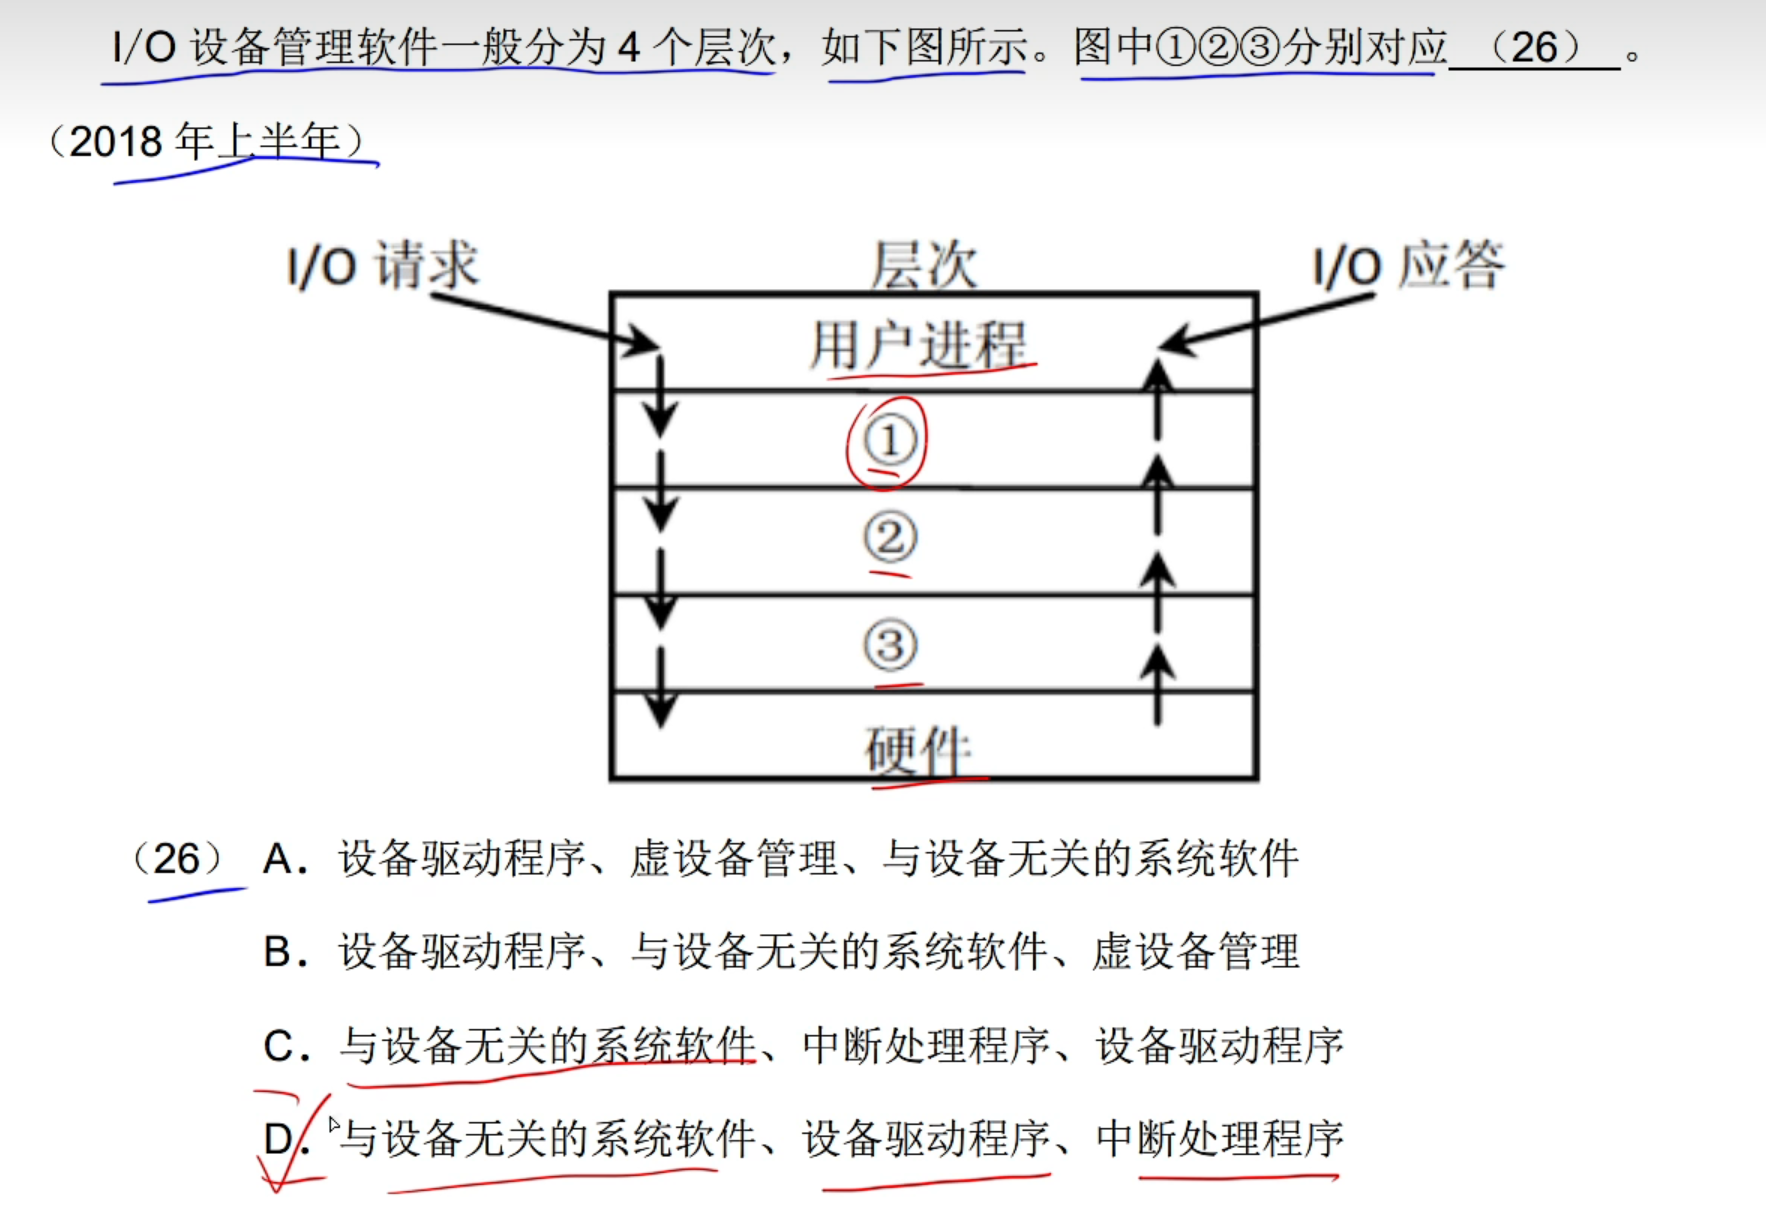 I/O 设备管理软件一般分为 4 个层次，如下图所示。图中①②③分别对应 （26） 。
（2018 年上半年）
I/O 请求
层次
I/O 应答
用户进程
①
②
③
硬件
（26） A．设备驱动程序、虚设备管理、与设备无关的系统软件
B．设备驱动程序、与设备无关的系统软件、虚设备管理
C．与设备无关的系统软件、中断处理程序、设备驱动程序
D．与设备无关的系统软件、设备驱动程序、中断处理程序